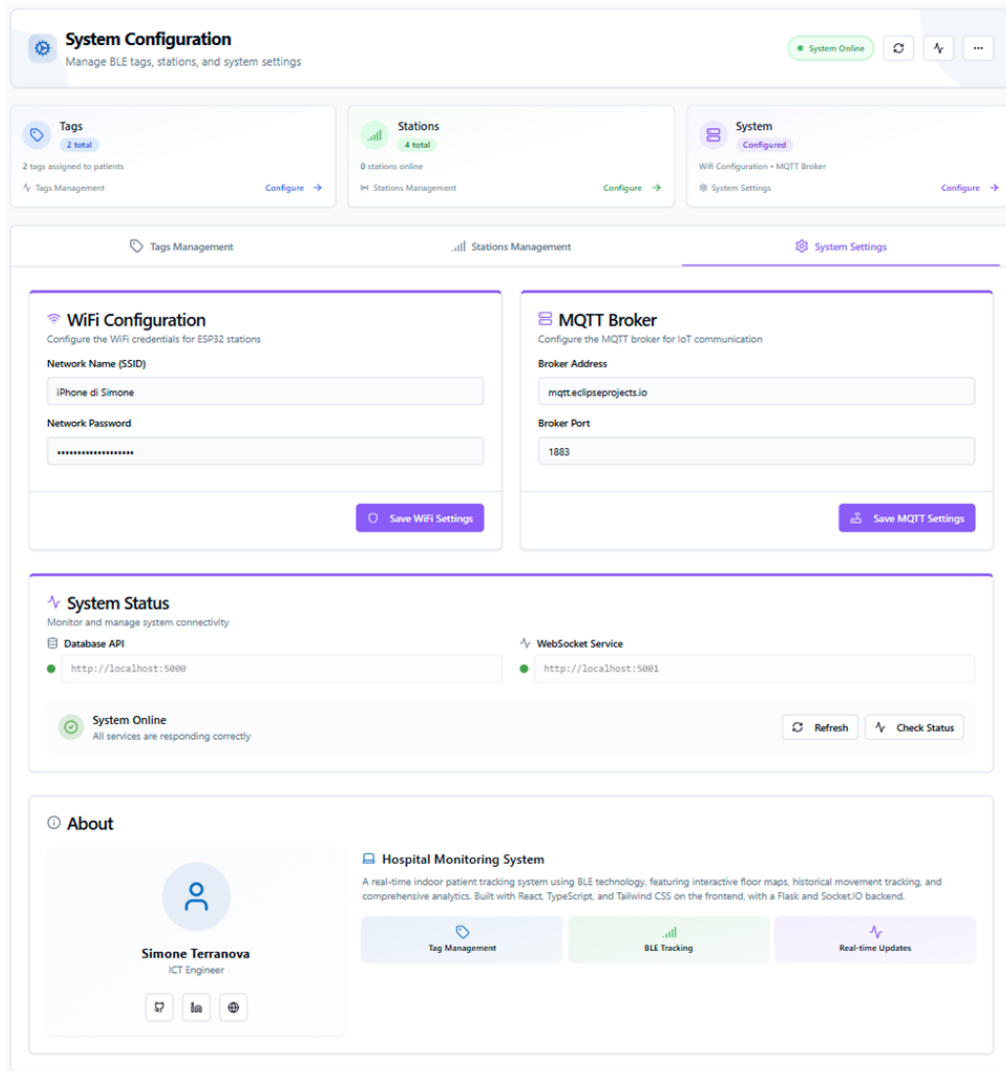 System Configuration
Manage BLE tags, stations, and system settings
System Online
Tags
2 total
2 tags assigned to patients
Tags Management
Configure →
Stations
4 total
0 stations online
Stations Management
Configure →
System
Configured
Wifi Configuration • MQTT Broker
System Settings
Configure →
Tags Management
Stations Management
System Settings
WiFi Configuration
Configure the WiFi credentials for ESP32 stations
Network Name (SSID)
iPhone di Simone
Network Password
•••••••••••••••••••
Save WiFi Settings
MQTT Broker
Configure the MQTT broker for IoT communication
Broker Address
mqtt.eclipseprojects.io
Broker Port
1883
Save MQTT Settings
System Status
Monitor and manage system connectivity
Database API
http://localhost:5000
WebSocket Service
http://localhost:5001
System Online
All services are responding correctly
Refresh
Check Status
About
Simone Terranova
ICT Engineer
in
Hospital Monitoring System
A real-time indoor patient tracking system using BLE technology, featuring interactive floor maps, historical movement tracking, and
comprehensive analytics. Built with React, TypeScript, and Tailwind CSS on the frontend, with a Flask and Socket.IO backend.
Tag Management
BLE Tracking
Real-time Updates